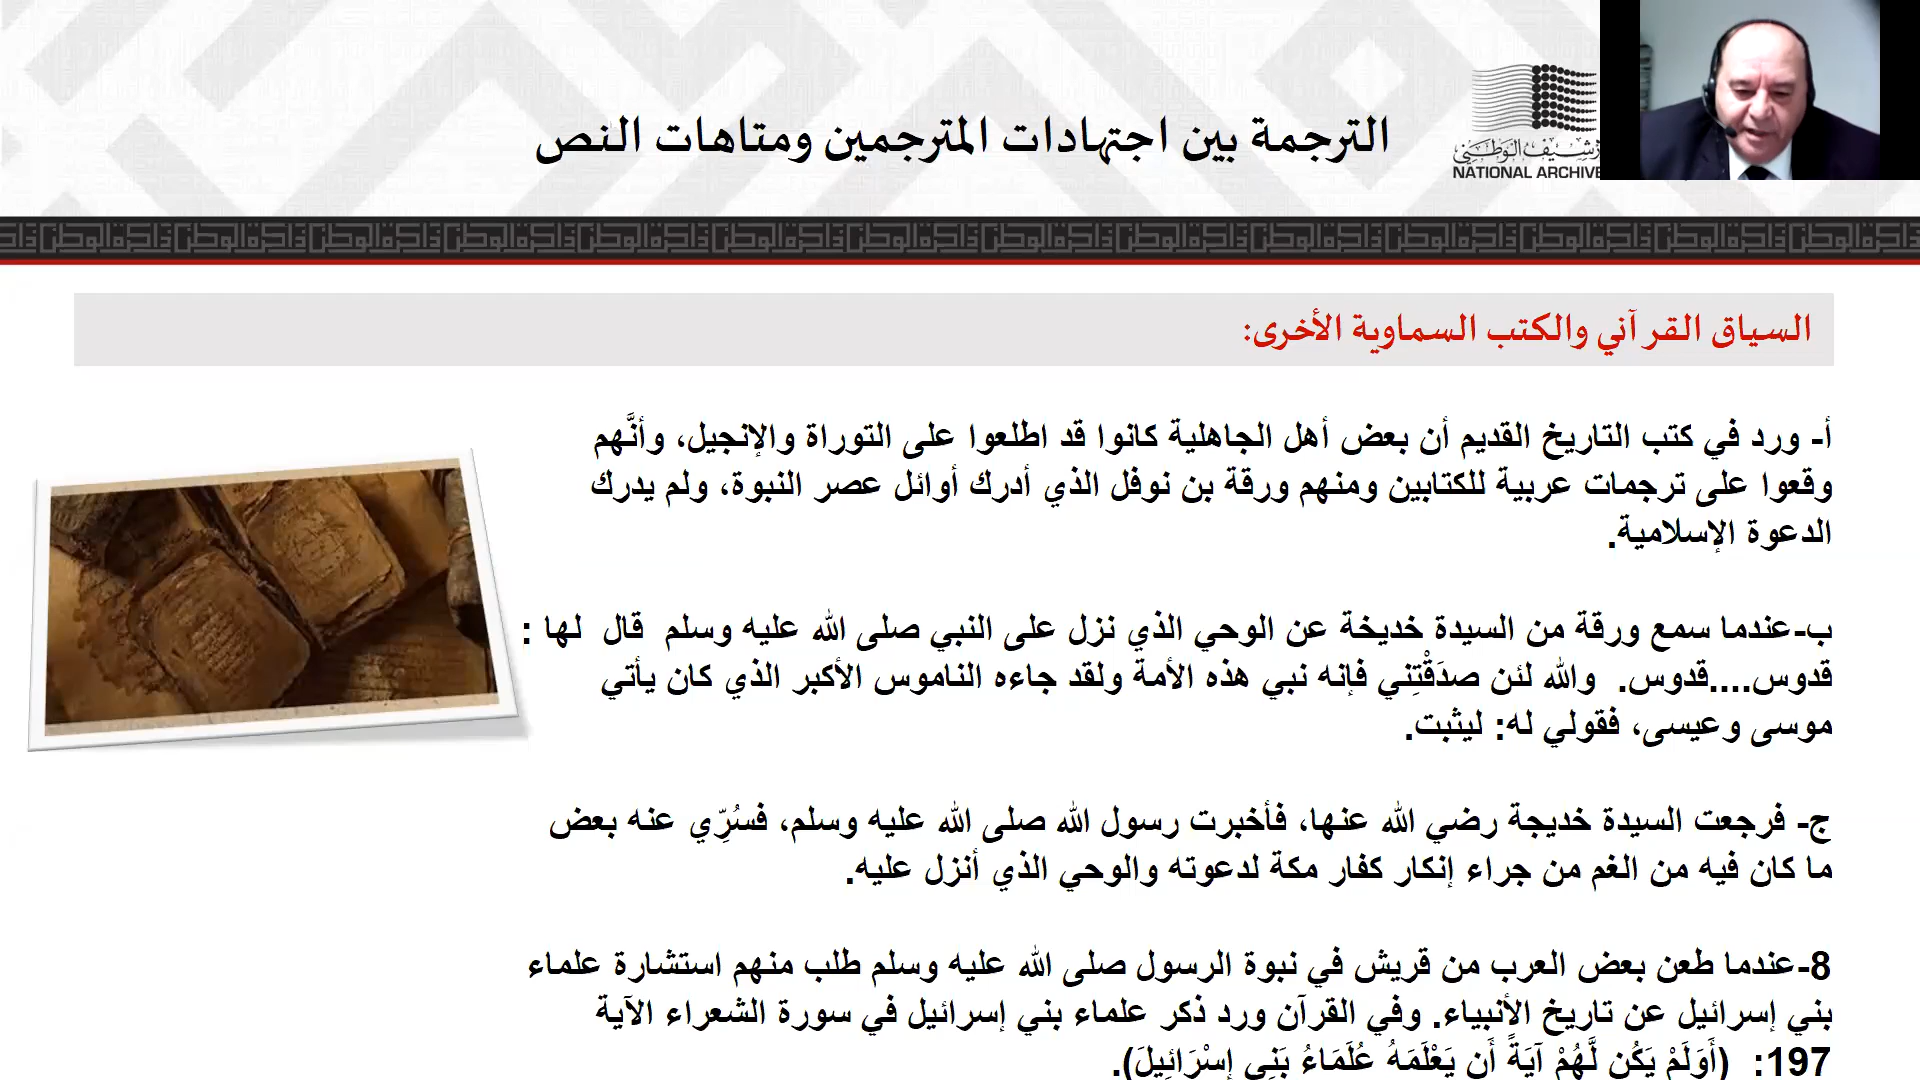 الترجمة بين اجتهادات المترجمين ومتاهات النص
NATIONAL ARCHIVE
السياق القرآني والكتب السماوية الأخرى:
أ- ورد في كتب التاريخ القديم أن بعض أهل الجاهلية كانوا قد اطلعوا على التوراة والإنجيل، وأنَّهم
وقعوا على ترجمات عربية للكتابين ومنهم ورقة بن نوفل الذي أدرك أوائل عصر النبوة، ولم يدرك
الدعوة الإسلامية.
ب-عندما سمع ورقة من السيدة خديخة عن الوحي الذي نزل على النبي صلى الله عليه وسلم قال لها :
قدوس....قدوس. والله لئن صدَقْتِني فإنه نبي هذه الأمة ولقد جاءه الناموس الأكبر الذي كان يأتي
موسى وعيسى، فقولي له: ليثبت.
ج- فرجعت السيدة خديجة رضي الله عنها، فأخبرت رسول الله صلى الله عليه وسلم، فسُرِّي عنه بعض
ما كان فيه من الغم من جراء إنكار كفار مكة لدعوته والوحي الذي أنزل عليه.
8-عندما طعن بعض العرب من قريش في نبوة الرسول صلى الله عليه وسلم طلب منهم استشارة علماء
بني إسرائيل عن تاريخ الأنبياء. وفي القرآن ورد ذكر علماء بني إسرائيل في سورة الشعراء الآية
197: (أَوَلَمْ يَكُن لَّهُمْ آيَةً أَن يَعْلَمَهُ عُلَمَاءُ بَنِي إِسْرَائِيلَ).